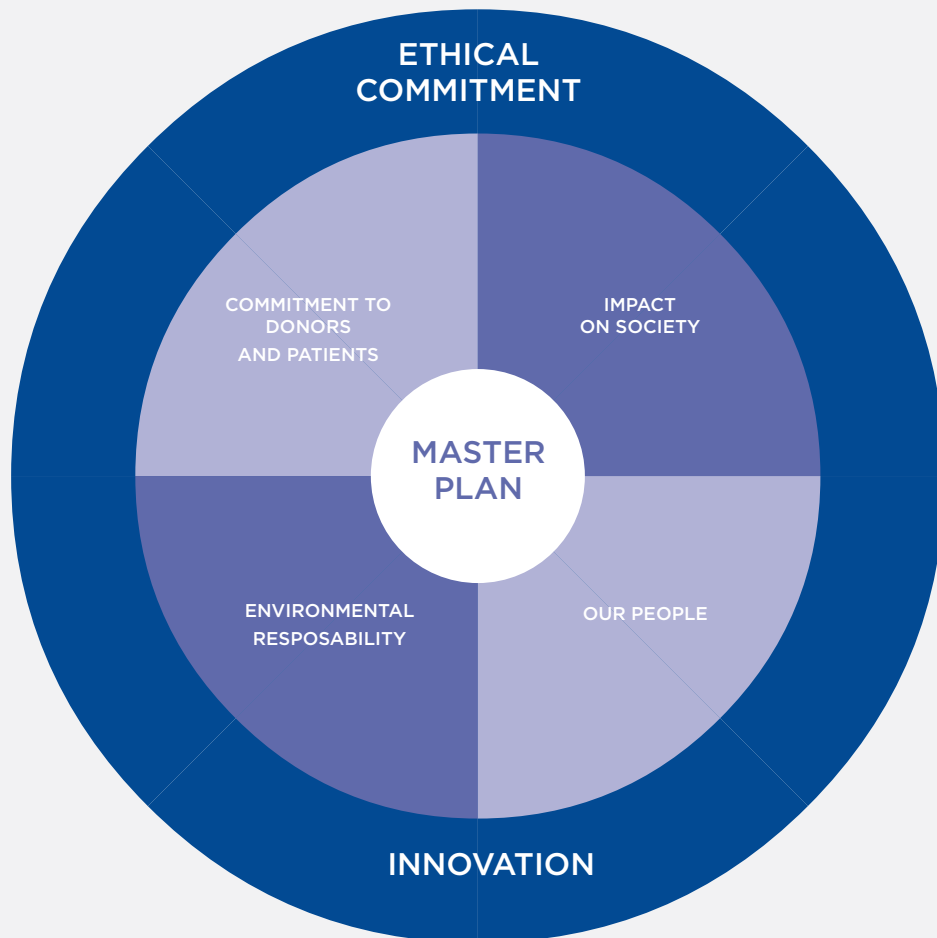 ETHICAL
COMMITMENT
COMMITMENT TO
DONORS
AND PATIENTS
IMPACT
ON SOCIETY
MASTER
PLAN
ENVIRONMENTAL
RESPOSABILITY
OUR PEOPLE
INNOVATION